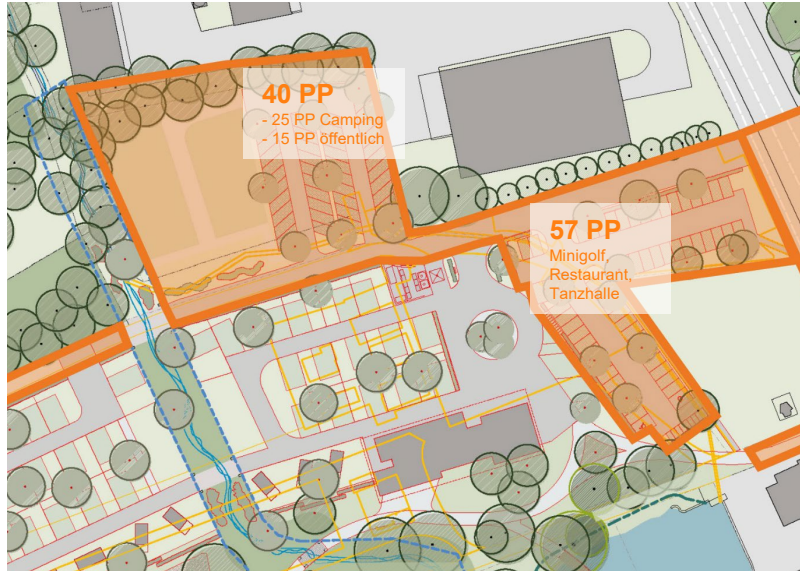 40 PP
- 25 PP Camping
- 15 PP öffentlich
57 PP
Minigolf,
Restaurant,
Tanzhalle